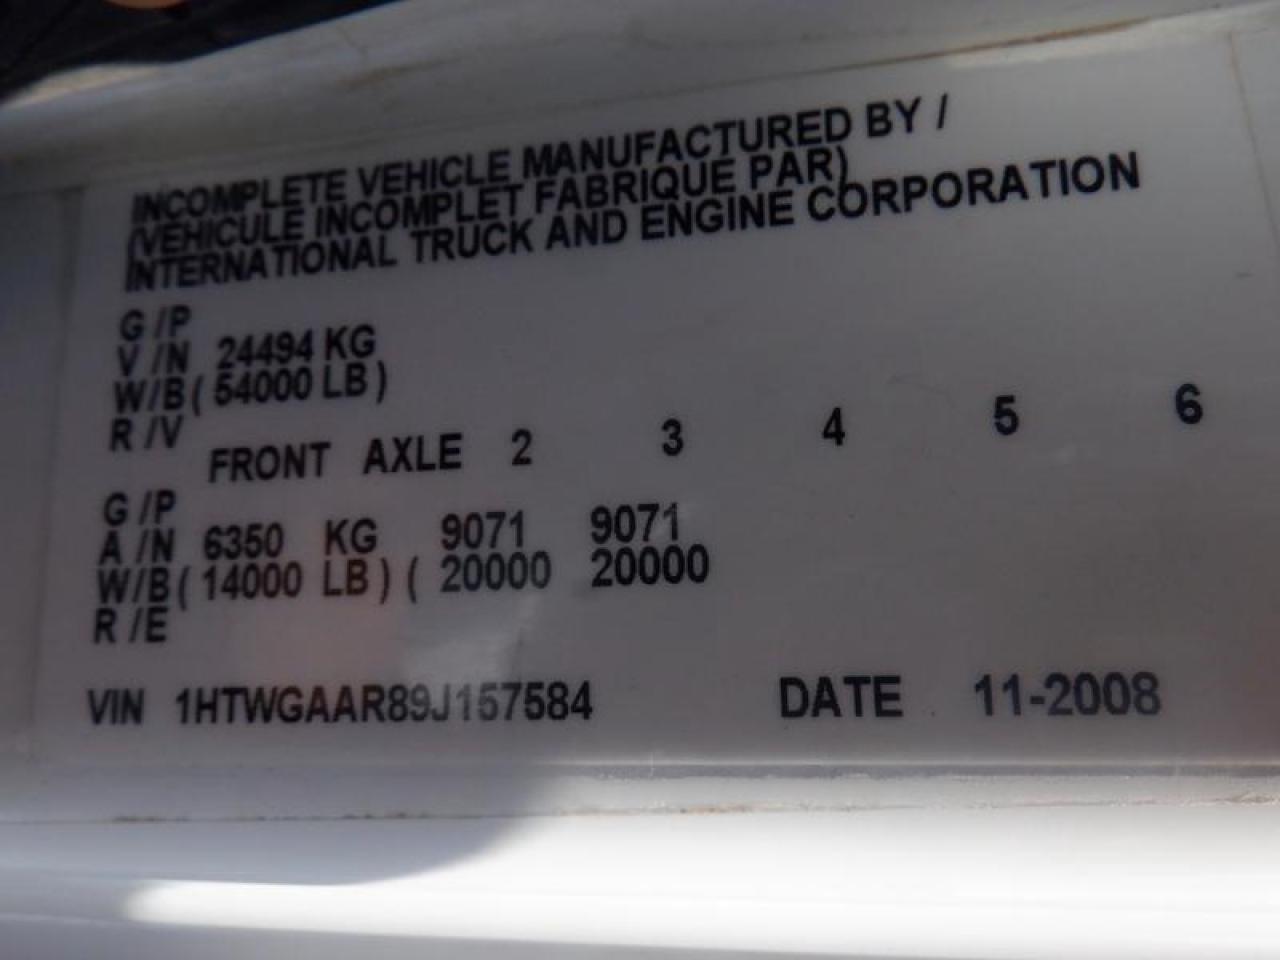 INCOMPLETE VEHICLE MANUFACTURED BY /
(VEHICULE INCOMPLET FABRIQUE PAR)
INTERNATIONAL TRUCK AND ENGINE CORPORATION
G /P
V /N 24494 KG
W/B ( 54000 LB )
R /V
FRONT AXLE 2 3 4 5 6
G /P
A /N 6350 KG 9071 9071
W/B ( 14000 LB ) ( 20000 20000
R /E
VIN 1HTWGAAR89J157584 DATE 11-2008